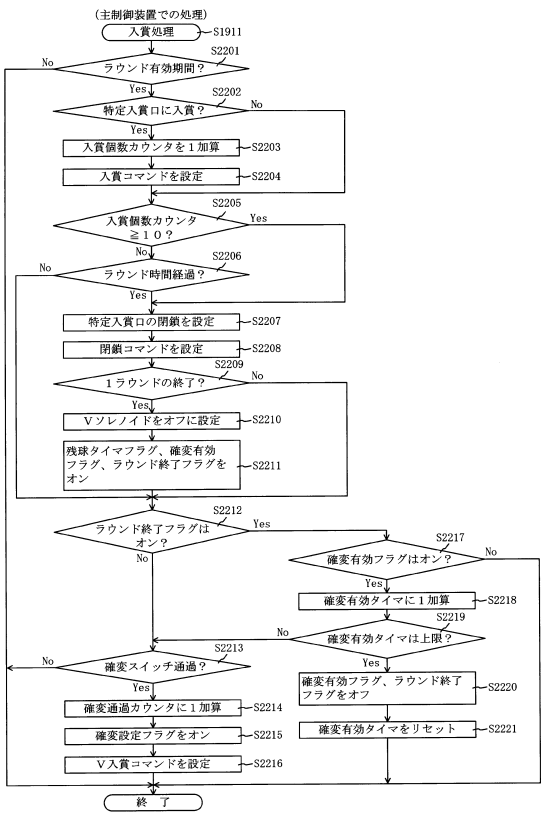 (主制御装置での処理)
入賞処理 S1911
S2201
No ラウンド有効期間?
Yes S2202
特定入賞口に入賞? No
Yes
入賞個数カウンタを1加算 S2203
入賞コマンドを設定 S2204
S2205
入賞個数カウンタ Yes
≧10?
No S2206
No ラウンド時間経過?
Yes
特定入賞口の閉鎖を設定 S2207
閉鎖コマンドを設定 S2208
S2209
1ラウンドの終了? No
Yes
Vソレノイドをオフに設定 S2210
残球タイマフラグ、確変有効
フラグ、ラウンド終了フラグを S2211
オン
S2212
ラウンド終了フラグは Yes
オン?
No
S2217
確変有効フラグはオン? No
Yes
確変有効タイマに1加算 S2218
S2219
No 確変有効タイマは上限?
Yes
確変有効フラグ、ラウンド終了
フラグをオフ S2220
確変有効タイマをリセット S2221
S2213
No 確変スイッチ通過?
Yes
確変通過カウンタに1加算 S2214
確変設定フラグをオン S2215
V入賞コマンドを設定 S2216
終 了